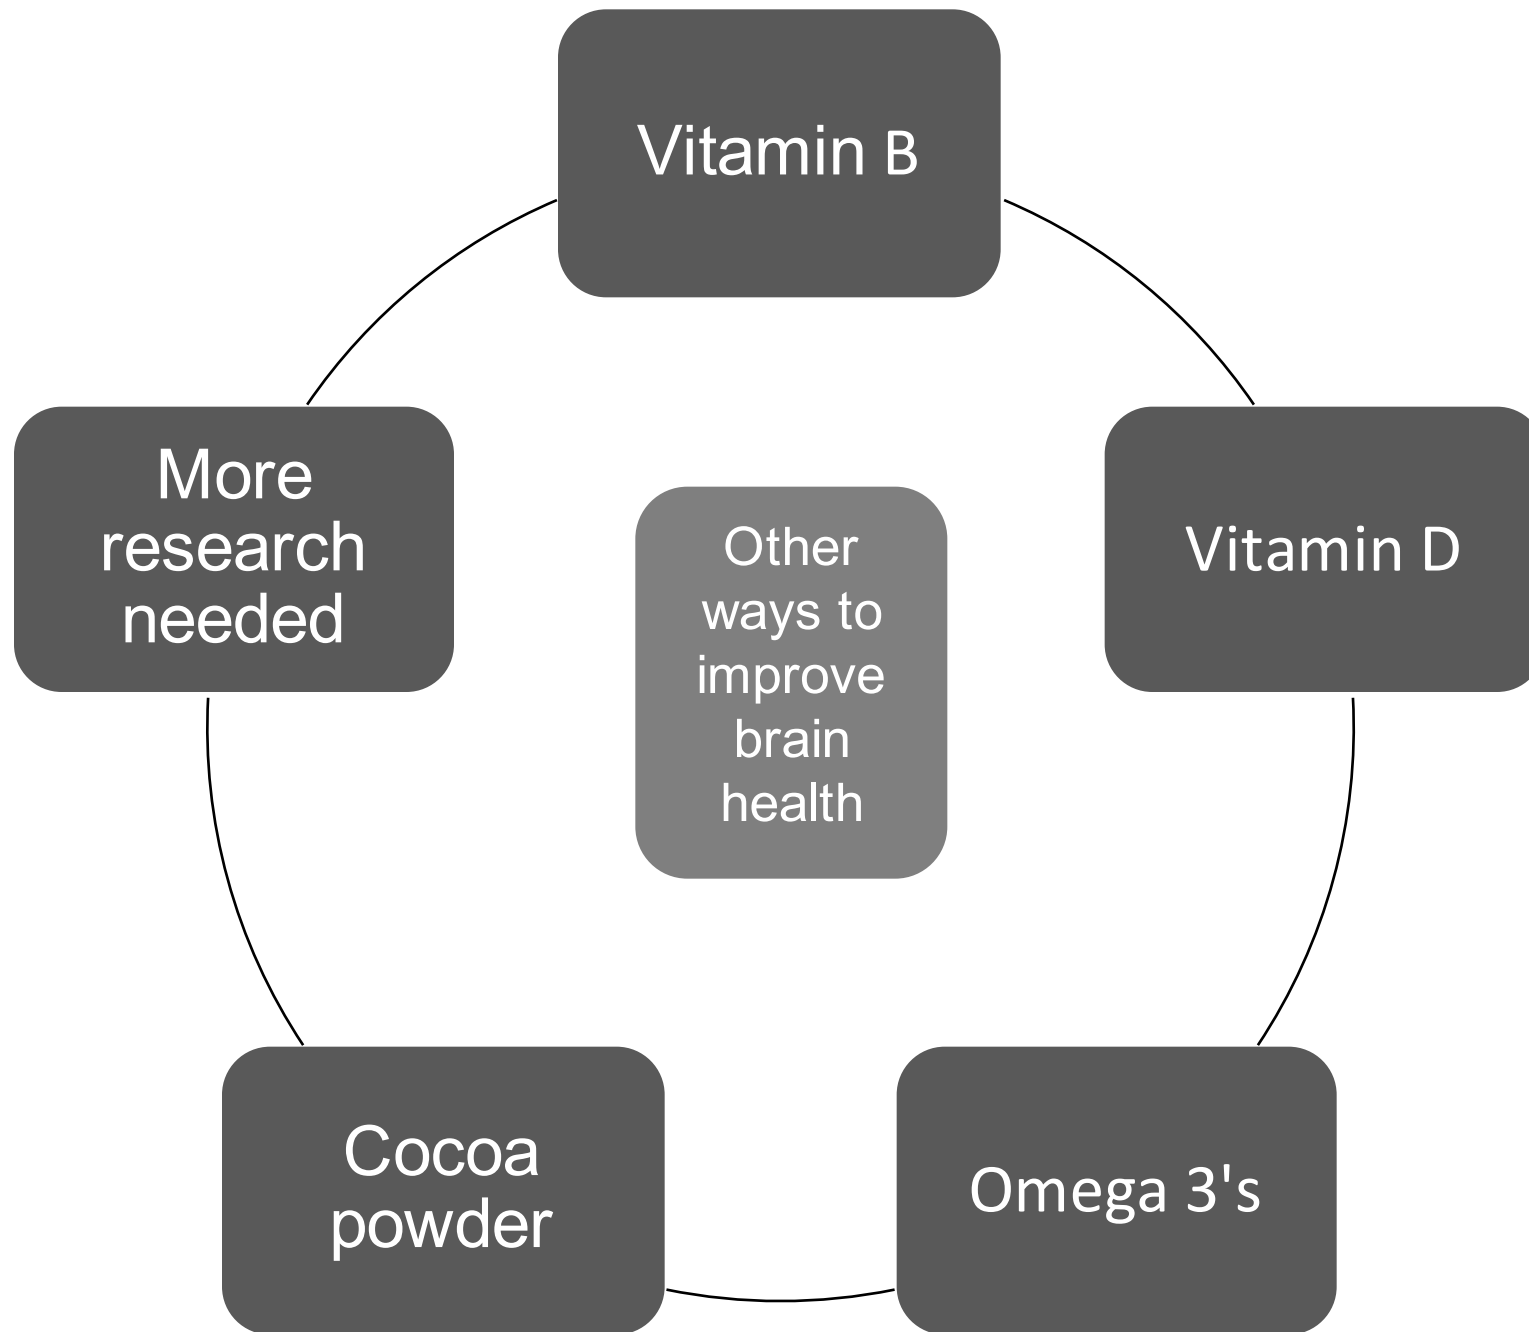 Vitamin B
More
research
needed
Other
ways to
improve
brain
health
Vitamin D
Cocoa
powder
Omega 3's